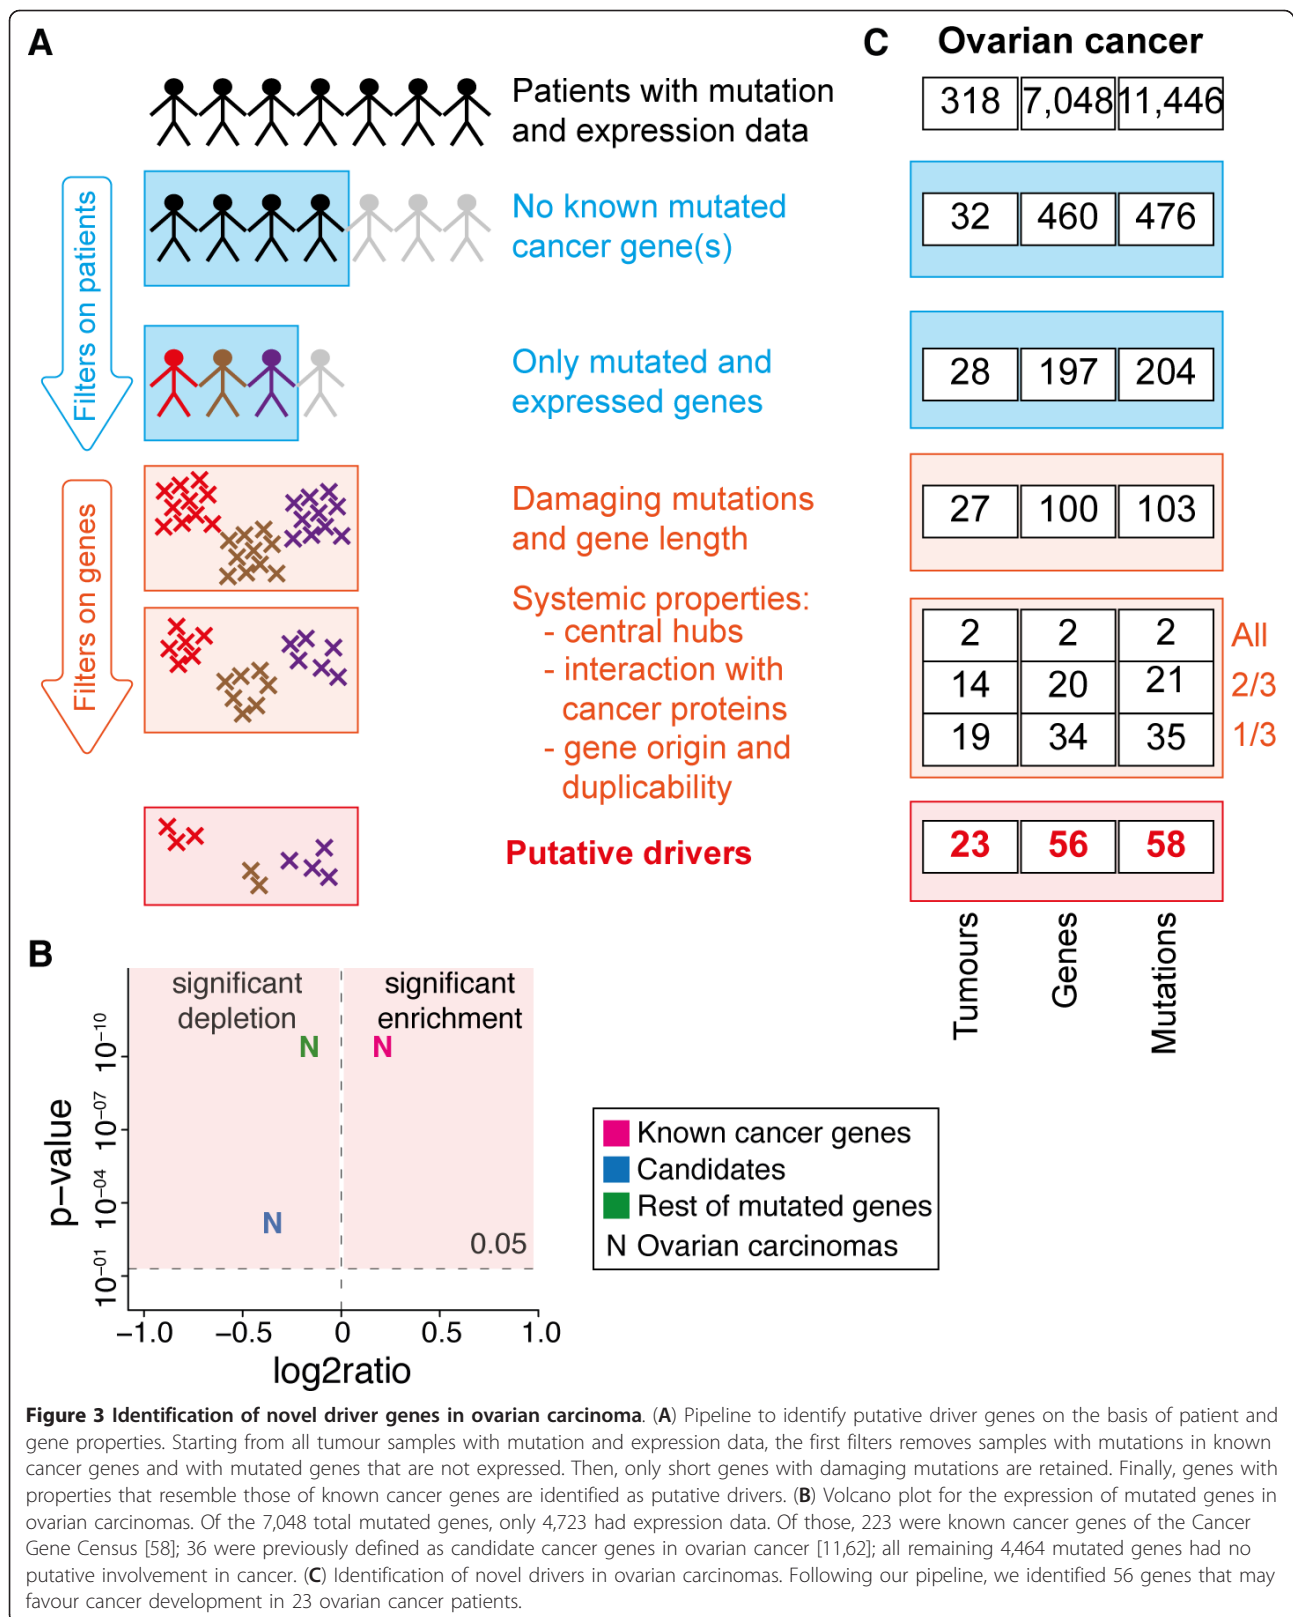 A
Patients with mutation
and expression data
Filters on patients
No known mutated
cancer gene(s)
Only mutated and
expressed genes
Filters on genes
Damaging mutations
and gene length
Systemic properties:
- central hubs
- interaction with
cancer proteins
- gene origin and
duplicability
Putative drivers
C
Ovarian cancer
318 7,048 11,446
32 460 476
28 197 204
27 100 103
2 2 2 All
14 20 21 2/3
19 34 35 1/3
23 56 58
Tumours
Genes
Mutations
B
significant
depletion
significant
enrichment
N
N
N
0.05
p-value
10−10
10−07
10−04
10−01
−1.0 −0.5 0 0.5 1.0
log2ratio
Known cancer genes
Candidates
Rest of mutated genes
N Ovarian carcinomas
Figure 3 Identification of novel driver genes in ovarian carcinoma. (A) Pipeline to identify putative driver genes on the basis of patient and
gene properties. Starting from all tumour samples with mutation and expression data, the first filters removes samples with mutations in known
cancer genes and with mutated genes that are not expressed. Then, only short genes with damaging mutations are retained. Finally, genes with
properties that resemble those of known cancer genes are identified as putative drivers. (B) Volcano plot for the expression of mutated genes in
ovarian carcinomas. Of the 7,048 total mutated genes, only 4,723 had expression data. Of those, 223 were known cancer genes of the Cancer
Gene Census [58]; 36 were previously defined as candidate cancer genes in ovarian cancer [11,62]; all remaining 4,464 mutated genes had no
putative involvement in cancer. (C) Identification of novel drivers in ovarian carcinomas. Following our pipeline, we identified 56 genes that may
favour cancer development in 23 ovarian cancer patients.